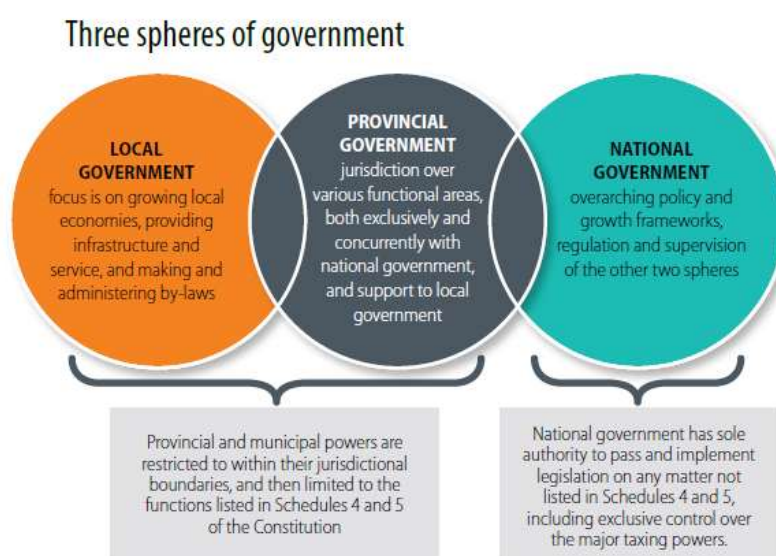 Three spheres of government
LOCAL
GOVERNMENT
focus is on growing local
economies, providing
infrastructure and
service, and making and
administering by-laws
PROVINCIAL
GOVERNMENT
jurisdiction over
various functional areas,
both exclusively and
concurrently with
national government,
and support to local
government
NATIONAL
GOVERNMENT
overarching policy and
growth frameworks,
regulation and supervision
of the other two spheres
Provincial and municipal powers are
restricted to within their jurisdictional
boundaries, and then limited to the
functions listed in Schedules 4 and 5
of the Constitution
National government has sole
authority to pass and implement
legislation on any matter not
listed in Schedules 4 and 5,
including exclusive control over
the major taxing powers.